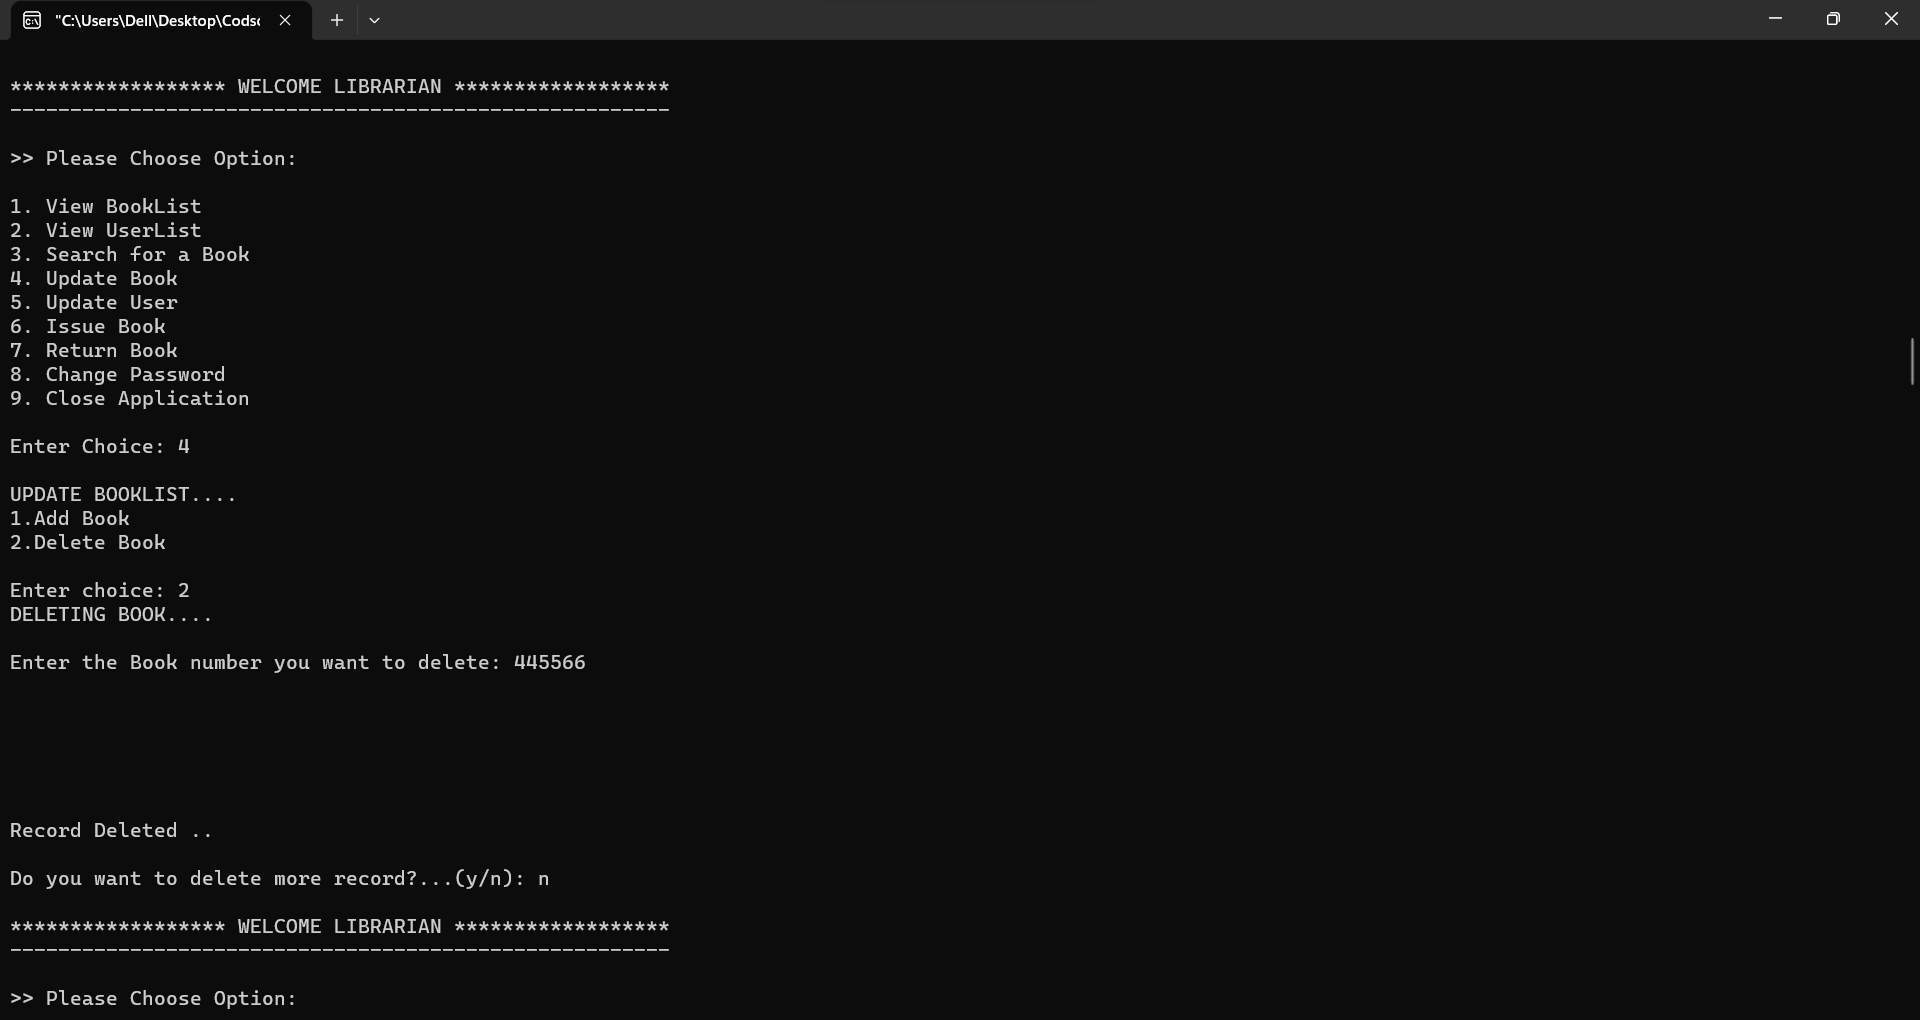 "C:\Users\Dell\Desktop\Codsc
****************** WELCOME LIBRARIAN ******************
-------------------------------------------------------
>> Please Choose Option:
1. View BookList
2. View UserList
3. Search for a Book
4. Update Book
5. Update User
6. Issue Book
7. Return Book
8. Change Password
9. Close Application
Enter Choice: 4
UPDATE BOOKLIST....
1.Add Book
2.Delete Book
Enter choice: 2
DELETING BOOK....
Enter the Book number you want to delete: 445566
Record Deleted ..
Do you want to delete more record?...(y/n): n
****************** WELCOME LIBRARIAN ******************
-------------------------------------------------------
>> Please Choose Option: